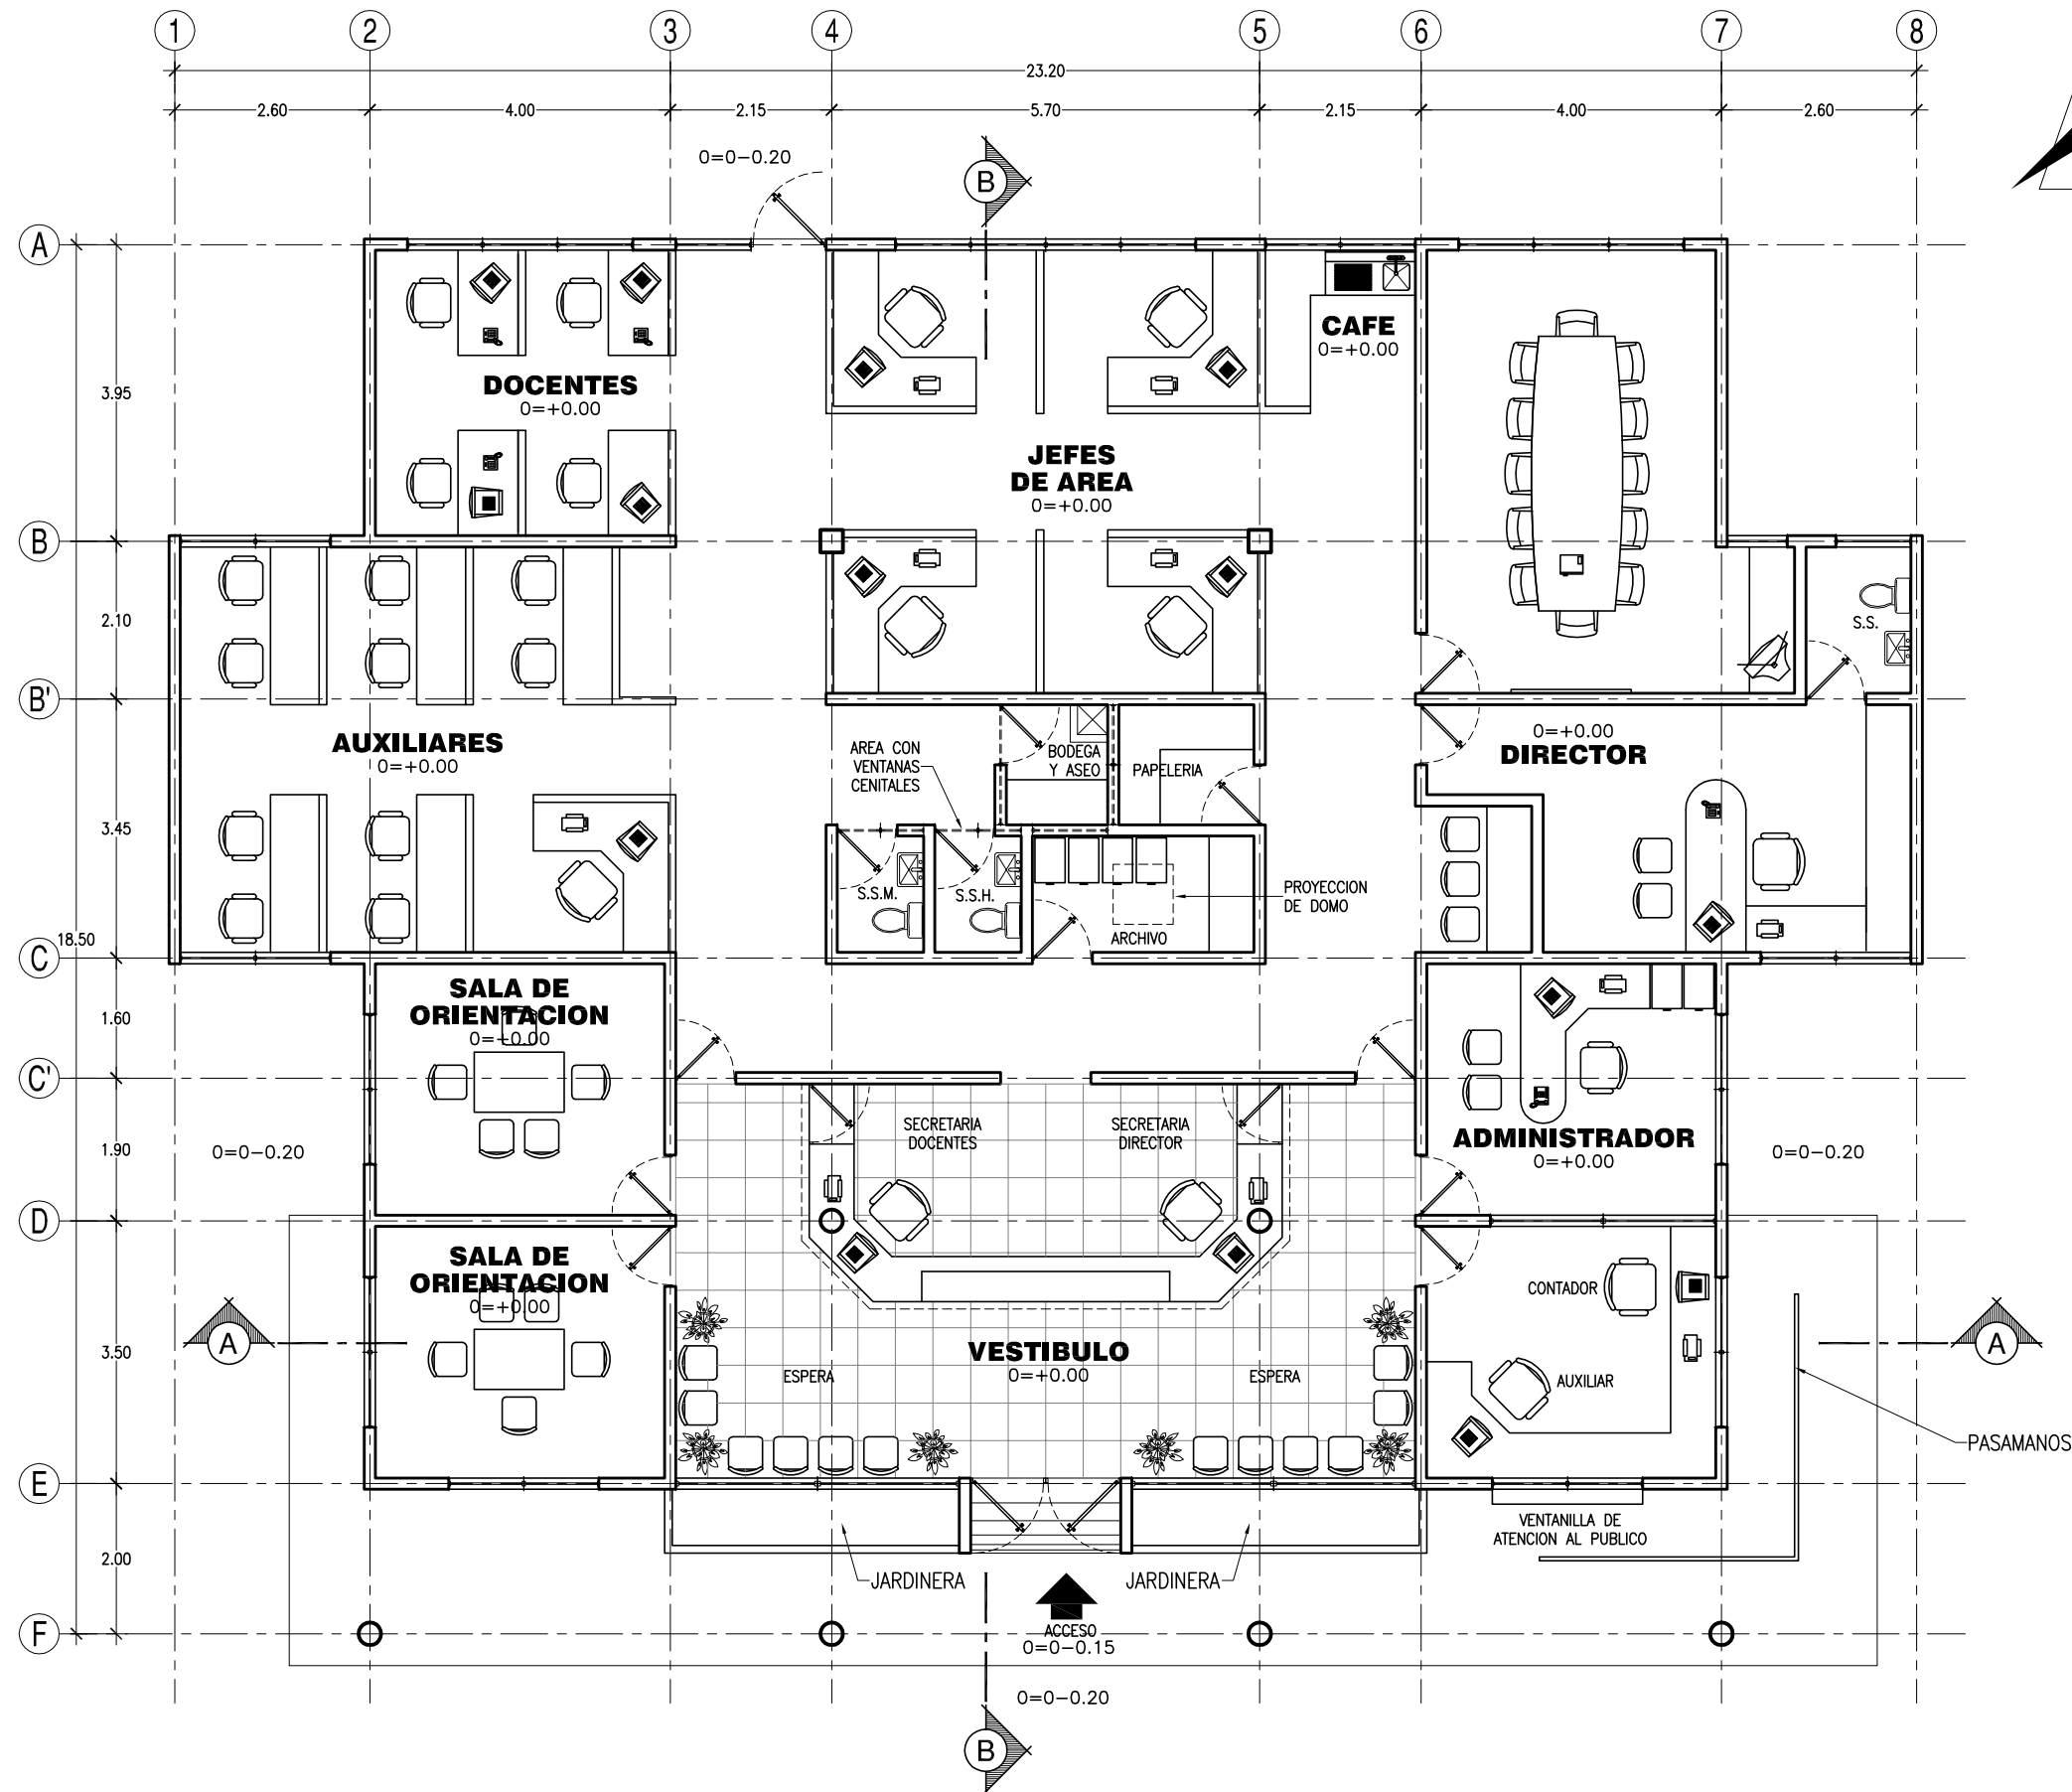 1 2 3 4 5 6 7 8
23.20
2.60 4.00 2.15 5.70 2.15 4.00 2.60
0=0-0.20
B
A
CAFE
0=+0.00
3.95
DOCENTES
0=+0.00
JEFES
DE AREA
0=+0.00
B
2.10
S.S.
B'
AUXILIARES
0=+0.00
AREA CON
VENTANAS
CENITALES
BODEGA
Y ASEO
PAPELERIA
0=+0.00
DIRECTOR
3.45
S.S.M.
S.S.H.
PROYECCION
DE DOMO
ARCHIVO
18.50
C
SALA DE
ORIENTACION
0=+0.00
1.60
C'
SECRETARIA
DOCENTES
SECRETARIA
DIRECTOR
ADMINISTRADOR
0=+0.00
1.90
0=0-0.20
0=0-0.20
D
SALA DE
ORIENTACION
0=+0.00
CONTADOR
A
A
3.50
VESTIBULO
0=+0.00
ESPERA
ESPERA
AUXILIAR
PASAMANOS
E
VENTANILLA DE
ATENCION AL PUBLICO
2.00
JARDINERA
JARDINERA
F
ACCESO
0=0-0.15
0=0-0.20
B